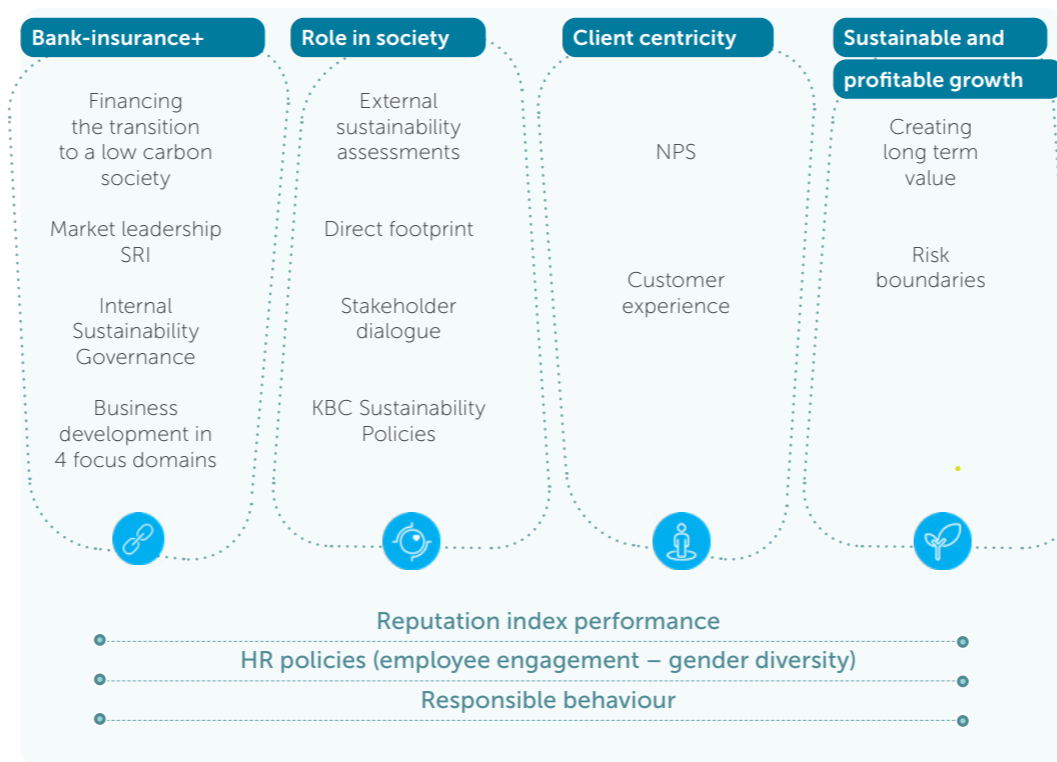 Bank-insurance+
Financing
the transition
to a low carbon
society
Market leadership
SRI
Internal
Sustainability
Governance
Business
development in
4 focus domains
Role in society
External
sustainability
assessments
Direct footprint
Stakeholder
dialogue
KBC Sustainability
Policies
Client centricity
NPS
Customer
experience
Sustainable and
profitable growth
Creating
long term
value
Risk
boundaries
Reputation index performance
HR policies (employee engagement – gender diversity)
Responsible behaviour